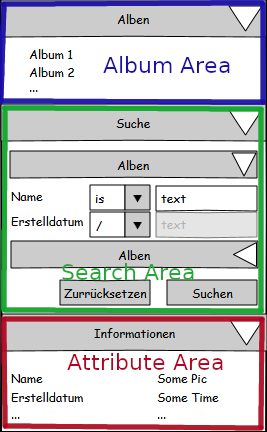 Alben
Album 1
Album 2
...
Album Area
Suche
Alben
Name is text
Erstelldatum / text
Alben
Search Area
Zurrücksetzen Suchen
Informationen
Attribute Area
Name Some Pic
Erstelldatum Some Time
... ...